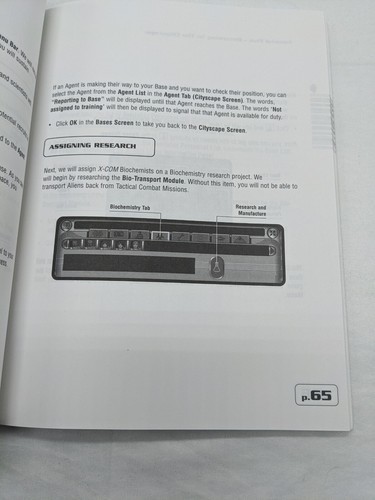 If an Agent is making their way to your Base and you want to check their position, you can
select the Agent from the Agent List in the Agent Tab (Cityscape Screen). The words,
"Reporting to Base" will be displayed until that Agent reaches the Base. The words 'Not
assigned to training' will then be displayed to signal that that Agent is available for duty.
• Click OK in the Bases Screen to take you back to the Cityscape Screen.
ASSIGNING RESEARCH
Next, we will assign X-COM Biochemists on a Biochemistry research project. We
will begin by researching the Bio-Transport Module. Without this item, you will not be able to
transport Aliens back from Tactical Combat Missions.
Biochemistry Tab
Research and
Manufacture
p.65